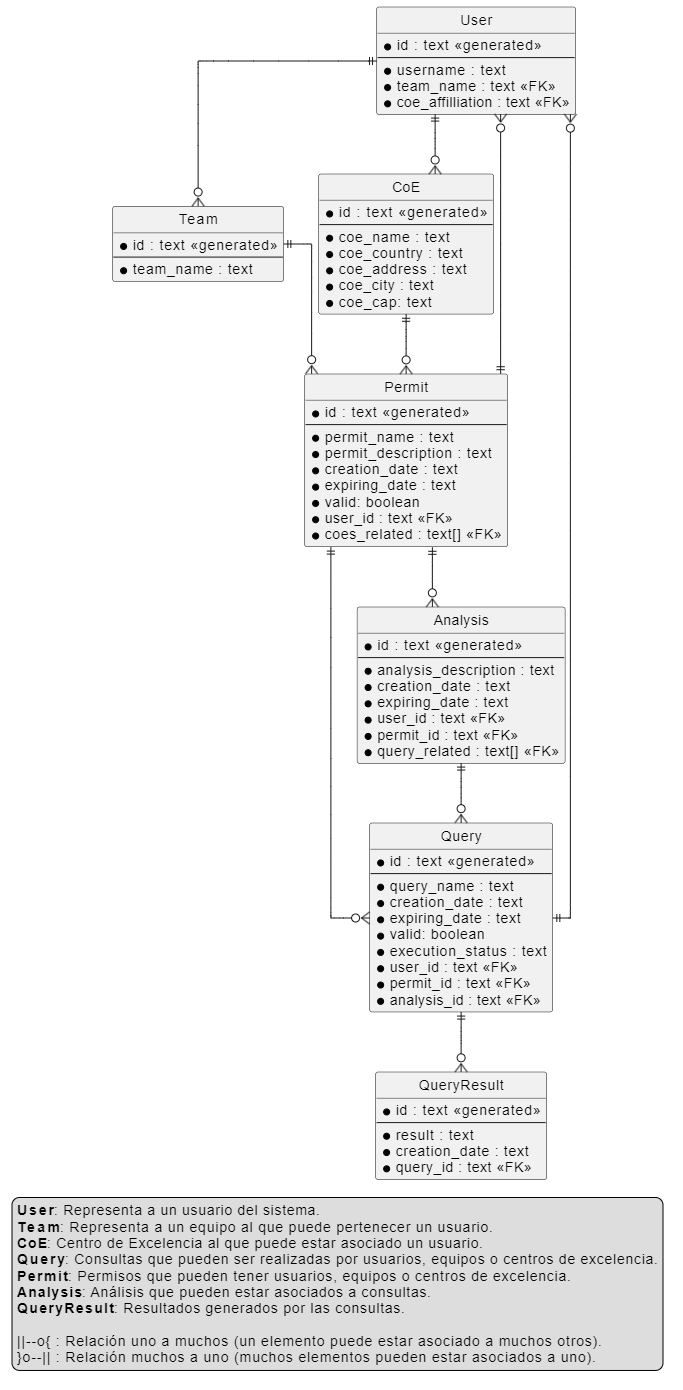 User
id : text «generated»
username : text
team_name : text «FK»
coe_affilliation : text «FK»
CoE
id : text «generated»
coe_name : text
coe_country : text
coe_address : text
coe_city : text
coe_cap: text
Team
id : text «generated»
team_name : text
Permit
id : text «generated»
permit_name : text
permit_description : text
creation_date : text
expiring_date : text
valid: boolean
user_id : text «FK»
coes_related : text[] «FK»
Analysis
id : text «generated»
analysis_description : text
creation_date : text
expiring_date : text
user_id : text «FK»
permit_id : text «FK»
query_related : text[] «FK»
Query
id : text «generated»
query_name : text
creation_date : text
expiring_date : text
valid: boolean
execution_status : text
user_id : text «FK»
permit_id : text «FK»
analysis_id : text «FK»
QueryResult
id : text «generated»
result : text
creation_date : text
query_id : text «FK»
User: Representa a un usuario del sistema.
Team: Representa a un equipo al que puede pertenecer un usuario.
CoE: Centro de Excelencia al que puede estar asociado un usuario.
Query: Consultas que pueden ser realizadas por usuarios, equipos o centros de excelencia.
Permit: Permisos que pueden tener usuarios, equipos o centros de excelencia.
Analysis: Análisis que pueden estar asociados a consultas.
QueryResult: Resultados generados por las consultas.
||--o{ : Relación uno a muchos (un elemento puede estar asociado a muchos otros).
}o--|| : Relación muchos a uno (muchos elementos pueden estar asociados a uno).